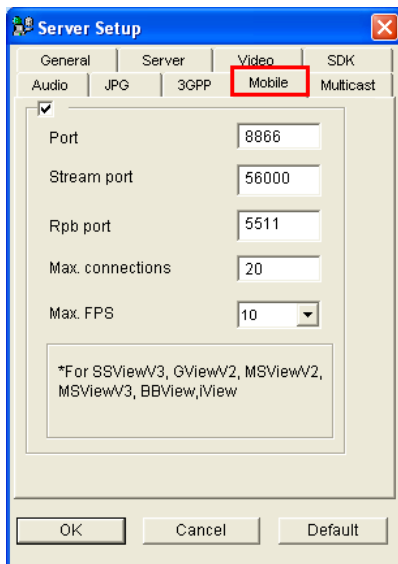 Server Setup
General Server Video SDK
Audio JPG 3GPP Mobile Multicast
Port 8866
Stream port 56000
Rpb port 5511
Max. connections 20
Max. FPS 10
*For SSViewV3, GViewV2, MSViewV2,
MSViewV3, BBView,iView
OK Cancel Default